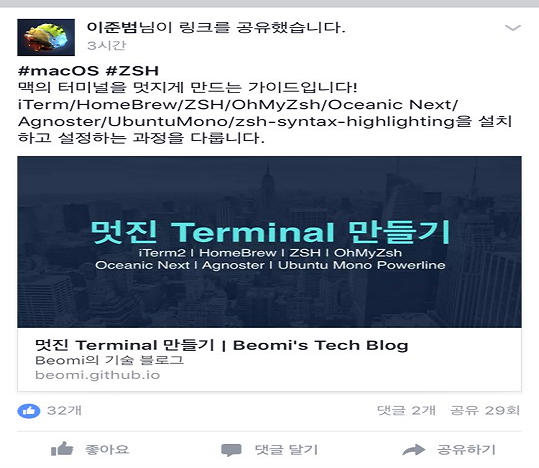 이준범님이 링크를 공유했습니다.
3시간
#macOS #ZSH
맥의 터미널을 멋지게 만드는 가이드입니다!
iTerm/HomeBrew/ZSH/OhMyZsh/Oceanic Next/
Agnoster/UbuntuMono/zsh-syntax-highlighting을 설치
하고 설정하는 과정을 다룹니다.
멋진 Terminal 만들기
iTerm2 | HomeBrew | ZSH | OhMyZsh
Oceanic Next | Agnoster | Ubuntu Mono Powerline
멋진 Terminal 만들기 | Beomi's Tech Blog
Beomi의 기술 블로그
beomi.github.io
32개 댓글 2개 공유 29회
좋아요 댓글 달기 공유하기